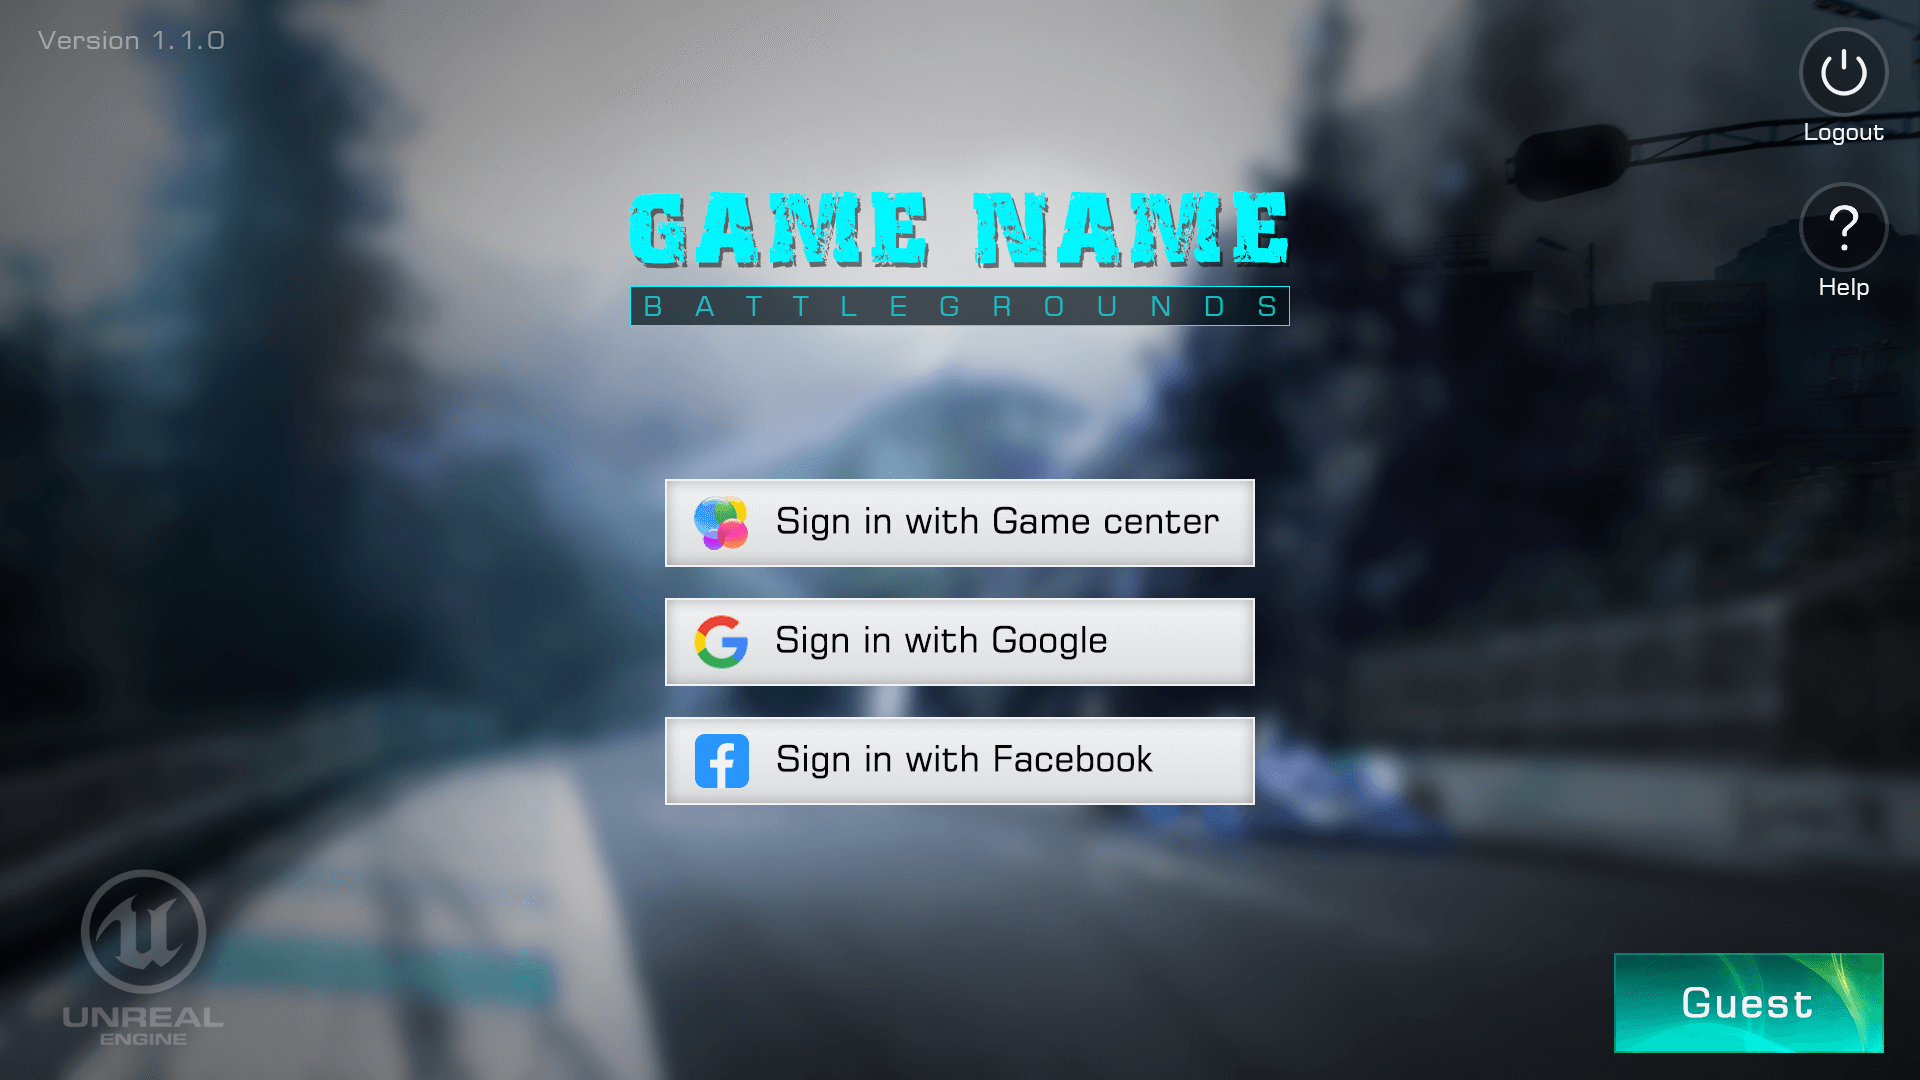 Version 1.1.0
Logout
Help
GAME NAME
BATTLEGROUNDS
Sign in with Game center
Sign in with Google
Sign in with Facebook
UNREAL
ENGINE
Guest